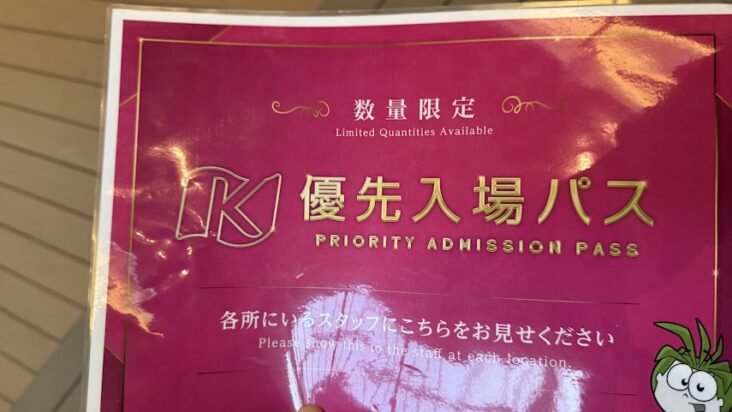 数量限定
Limited Quantities Available
K 優先入場パス
PRIORITY ADMISSION PASS
各所にいるスタッフにこちらをお見せください
Please show this to the staff at each location.